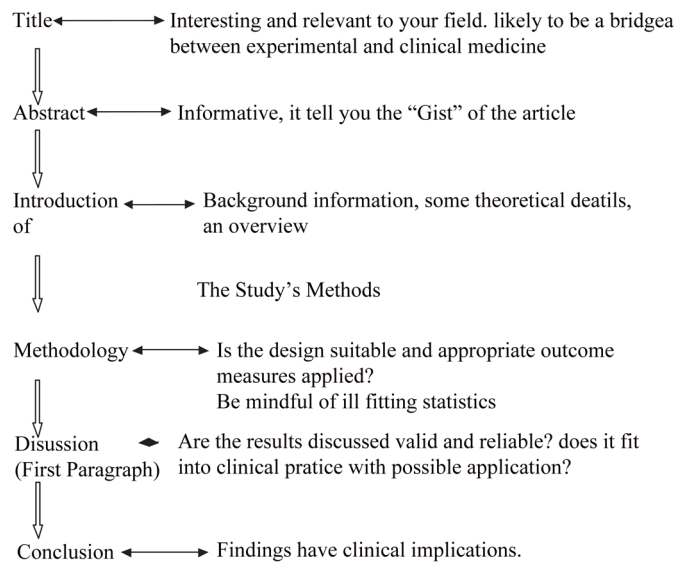 Title Interesting and relevant to your field. likely to be a bridgea
between experimental and clinical medicine
Abstract Informative, it tell you the “Gist” of the article
Introduction Background information, some theoretical deatils,
of an overview
The Study’s Methods
Methodology Is the design suitable and appropriate outcome
measures applied?
Be mindful of ill fitting statistics
Disussion Are the results discussed valid and reliable? does it fit
(First Paragraph) into clinical pratice with possible application?
Conclusion Findings have clinical implications.